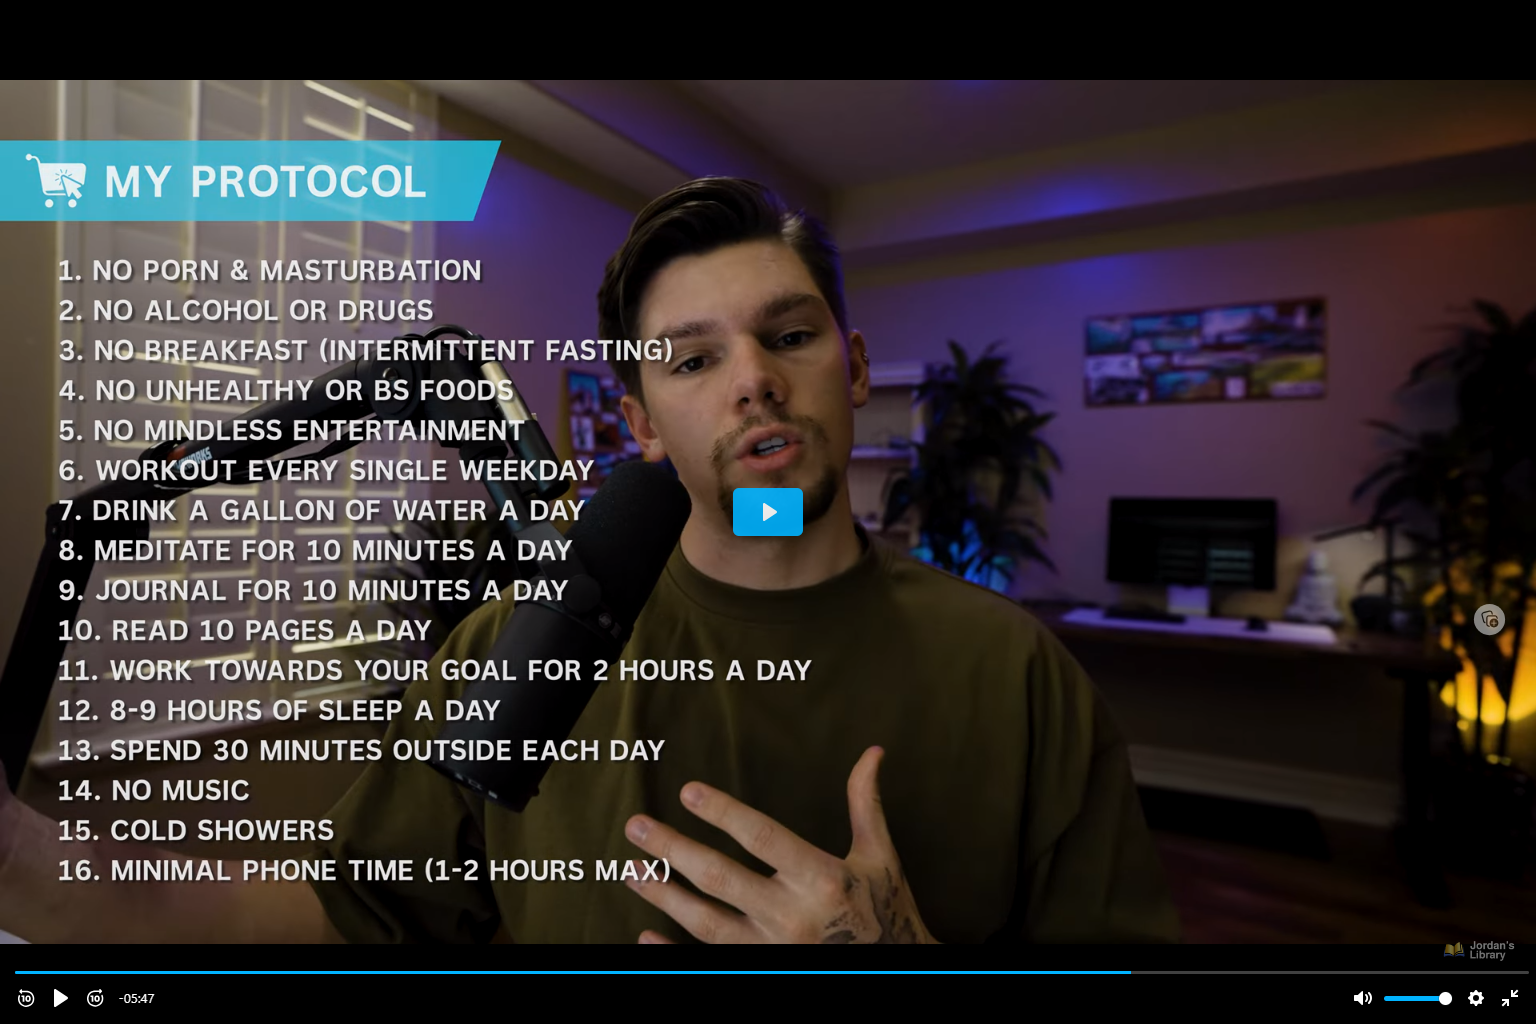 MY PROTOCOL
1. NO PORN & MASTURBATION
2. NO ALCOHOL OR DRUGS
3. NO BREAKFAST (INTERMITTENT FASTING)
4. NO UNHEALTHY OR BS FOODS
5. NO MINDLESS ENTERTAINMENT
6. WORKOUT EVERY SINGLE WEEKDAY
7. DRINK A GALLON OF WATER A DAY
8. MEDITATE FOR 10 MINUTES A DAY
9. JOURNAL FOR 10 MINUTES A DAY
10. READ 10 PAGES A DAY
11. WORK TOWARDS YOUR GOAL FOR 2 HOURS A DAY
12. 8-9 HOURS OF SLEEP A DAY
13. SPEND 30 MINUTES OUTSIDE EACH DAY
14. NO MUSIC
15. COLD SHOWERS
16. MINIMAL PHONE TIME (1-2 HOURS MAX)
Jordan's
Library
10
10
-05:47